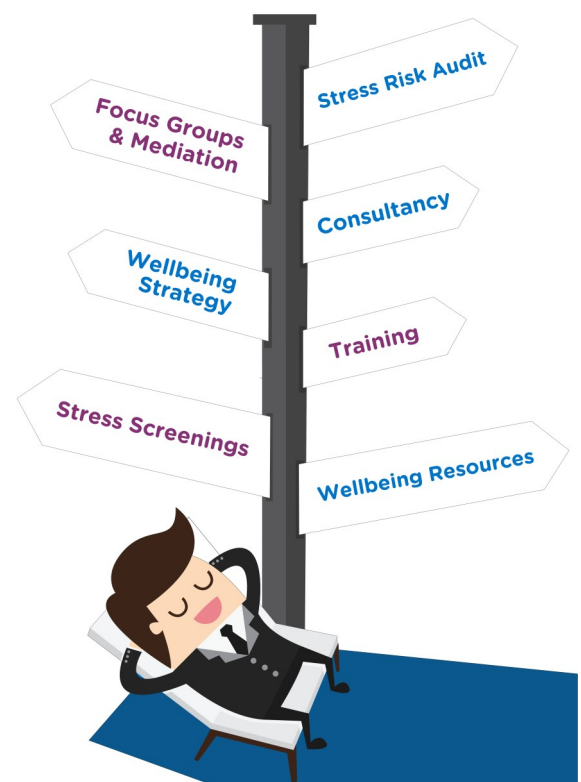 Stress Risk Audit
Focus Groups
& Mediation
Consultancy
Wellbeing
Strategy
Training
Stress Screenings
Wellbeing Resources